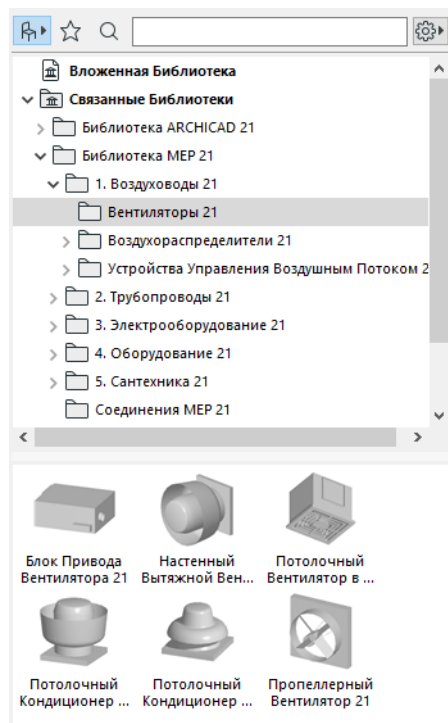 Вложенная Библиотека
Связанные Библиотеки
Библиотека ARCHICAD 21
Библиотека MEP 21
1. Воздуховоды 21
Вентиляторы 21
Воздухораспределители 21
Устройства Управления Воздушным Потоком 2
2. Трубопроводы 21
3. Электрооборудование 21
4. Оборудование 21
5. Сантехника 21
Соединения MEP 21
Блок Привода
Вентилятора 21
Настенный
Вытяжной Вен...
Потолочный
Вентилятор в ...
Потолочный
Кондиционер ...
Потолочный
Кондиционер ...
Пропеллерный
Вентилятор 21